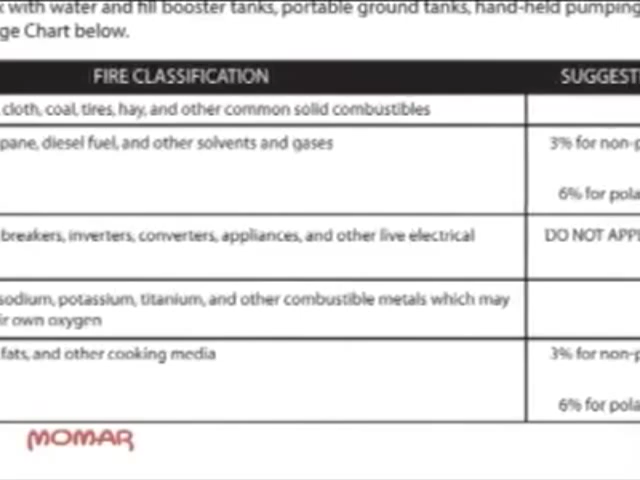 with water and fill booster tanks, portable ground tanks, hand-held pumping
ge Chart below.
FIRE CLASSIFICATION SUGGEST
cloth, coal, tires, hay, and other common solid combustibles
pane, diesel fuel, and other solvents and gases 3% for non-p
6% for pola
breakers, inverters, converters, appliances, and other live electrical DO NOT APPL
sodium, potassium, titanium, and other combustible metals which may
ir own oxygen
fats, and other cooking media 3% for non-p
6% for pola
MOMAR